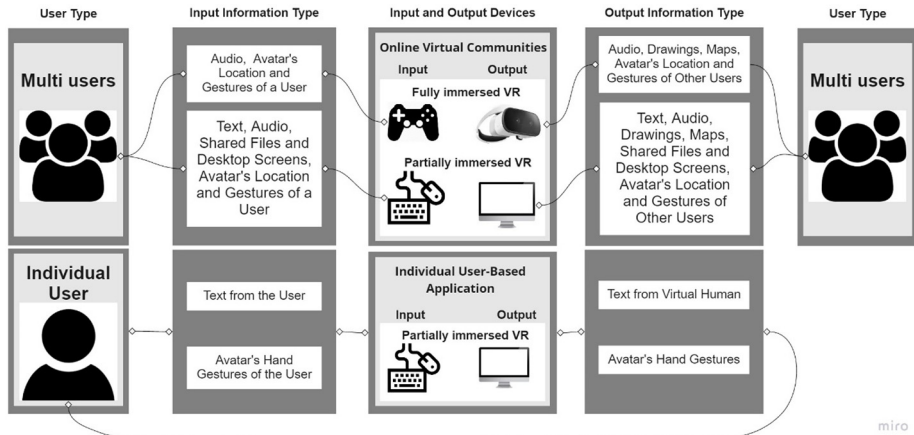 User Type
Input Information Type
Input and Output Devices
Output Information Type
User Type
Multi users
Audio, Avatar's
Location and
Gestures of a User
Text, Audio,
Shared Files and
Desktop Screens,
Avatar's Location
and Gestures of a
User
Online Virtual Communities
Input
Output
Fully immersed VR
Partially immersed VR
Audio, Drawings, Maps,
Avatar's Location and
Gestures of Other Users
Text, Audio,
Drawings, Maps,
Shared Files and
Desktop Screens,
Avatar's Location
and Gestures of
Other Users
Multi users
Individual
User
Text from the User
Avatar's Hand
Gestures of the User
Individual User-Based
Application
Input
Output
Partially immersed VR
Text from Virtual Human
Avatar's Hand Gestures
miro